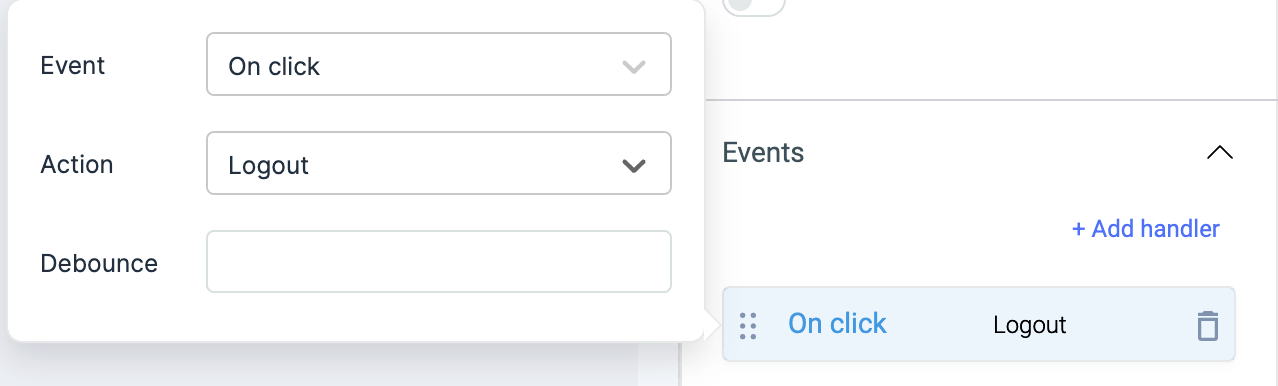 Event
On click
Action
Logout
Debounce
Events
+ Add handler
On click
Logout